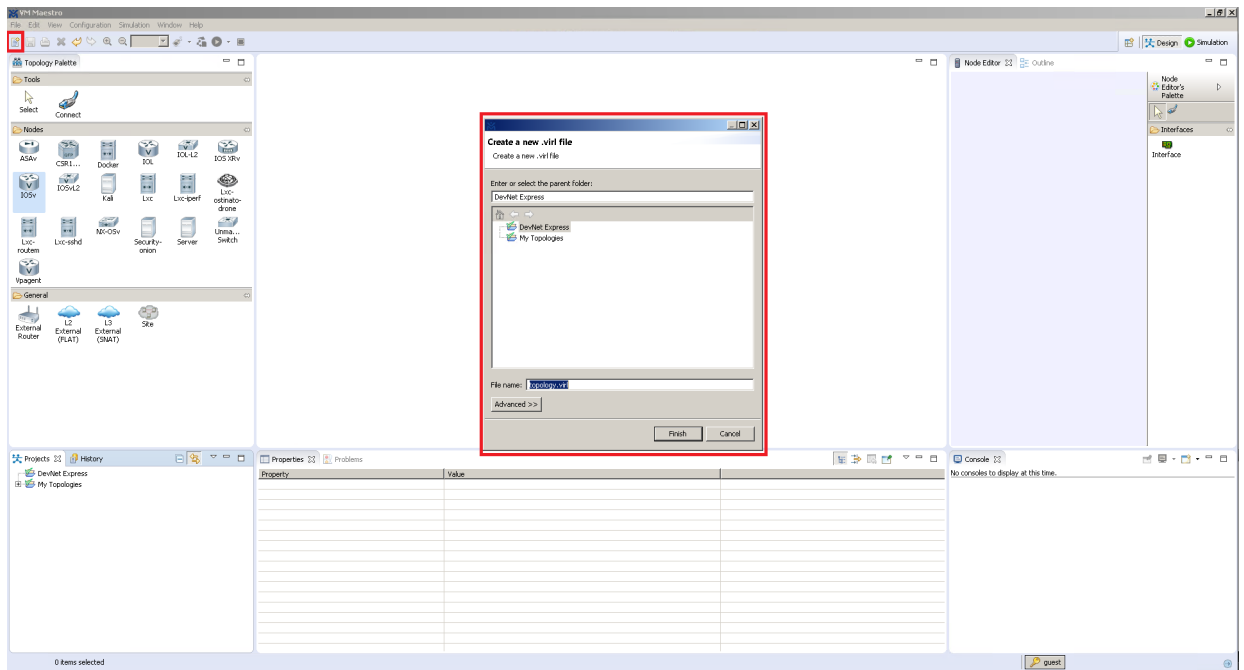 VM Maestro
File Edit View Configuration Simulation Window Help
Design Simulation
Topology Palette
Tools
Select
Connect
Nodes
ASAv
CSR1...
Docker
IOL
IOL-L2
IOS XRv
IOSv
IOSvL2
Kali
Lxc
Lxc-iperf
Lxc-
ostinato-
drone
Lxc-
routem
Lxc-sshd
NX-OSv
Security-
onion
Server
Unma...
Switch
Vpagent
General
External
Router
L2
External
(FLAT)
L3
External
(SNAT)
Site
Create a new .virl file
Create a new .virl file
Enter or select the parent folder:
DevNet Express
DevNet Express
My Topologies
File name: topology.virl
Advanced >>
Finish Cancel
Node Editor Outline
Node
Editor's
Palette
Interfaces
Interface
Projects History
DevNet Express
My Topologies
Properties Problems
Property Value
Console
No consoles to display at this time.
0 items selected
guest